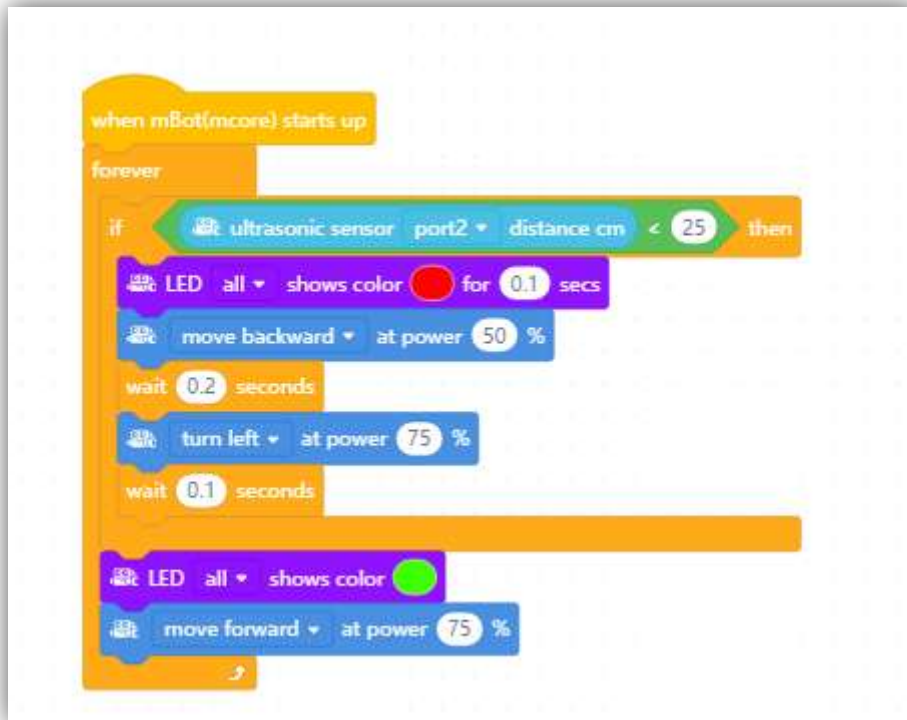 when mBot(mcore) starts up
forever
if ultrasonic sensor port2 distance cm < 25 then
LED all shows color for 0.1 secs
move backward at power 50 %
wait 0.2 seconds
turn left at power 75 %
wait 0.1 seconds
LED all shows color
move forward at power 75 %